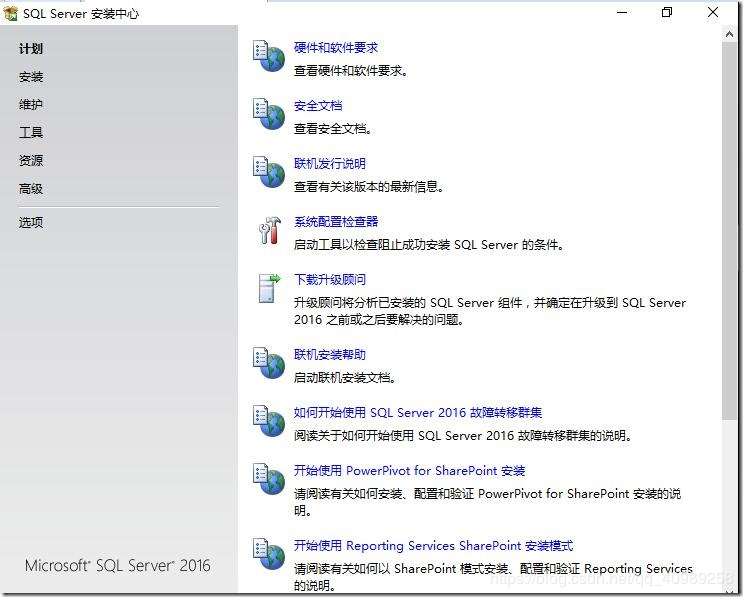 SQL Server 安装中心
计划
安装
维护
工具
资源
高级
选项
硬件和软件要求
查看硬件和软件要求。
安全文档
查看安全文档。
联机发行说明
查看有关该版本的最新信息。
系统配置检查器
启动工具以检查阻止成功安装 SQL Server 的条件。
下载升级顾问
升级顾问将分析已安装的 SQL Server 组件，并确定在升级到 SQL Server
2016 之前或之后要解决的问题。
联机安装帮助
启动联机安装文档。
如何开始使用 SQL Server 2016 故障转移群集
阅读关于如何开始使用 SQL Server 2016 故障转移群集的说明。
开始使用 PowerPivot for SharePoint 安装
请阅读有关如何安装、配置和验证 PowerPivot for SharePoint 安装的说
明。
开始使用 Reporting Services SharePoint 安装模式
请阅读有关如何以 SharePoint 模式安装、配置和验证 Reporting Services
的说明。
Microsoft® SQL Server® 2016
https://blog.csdn.net/qq_40989258